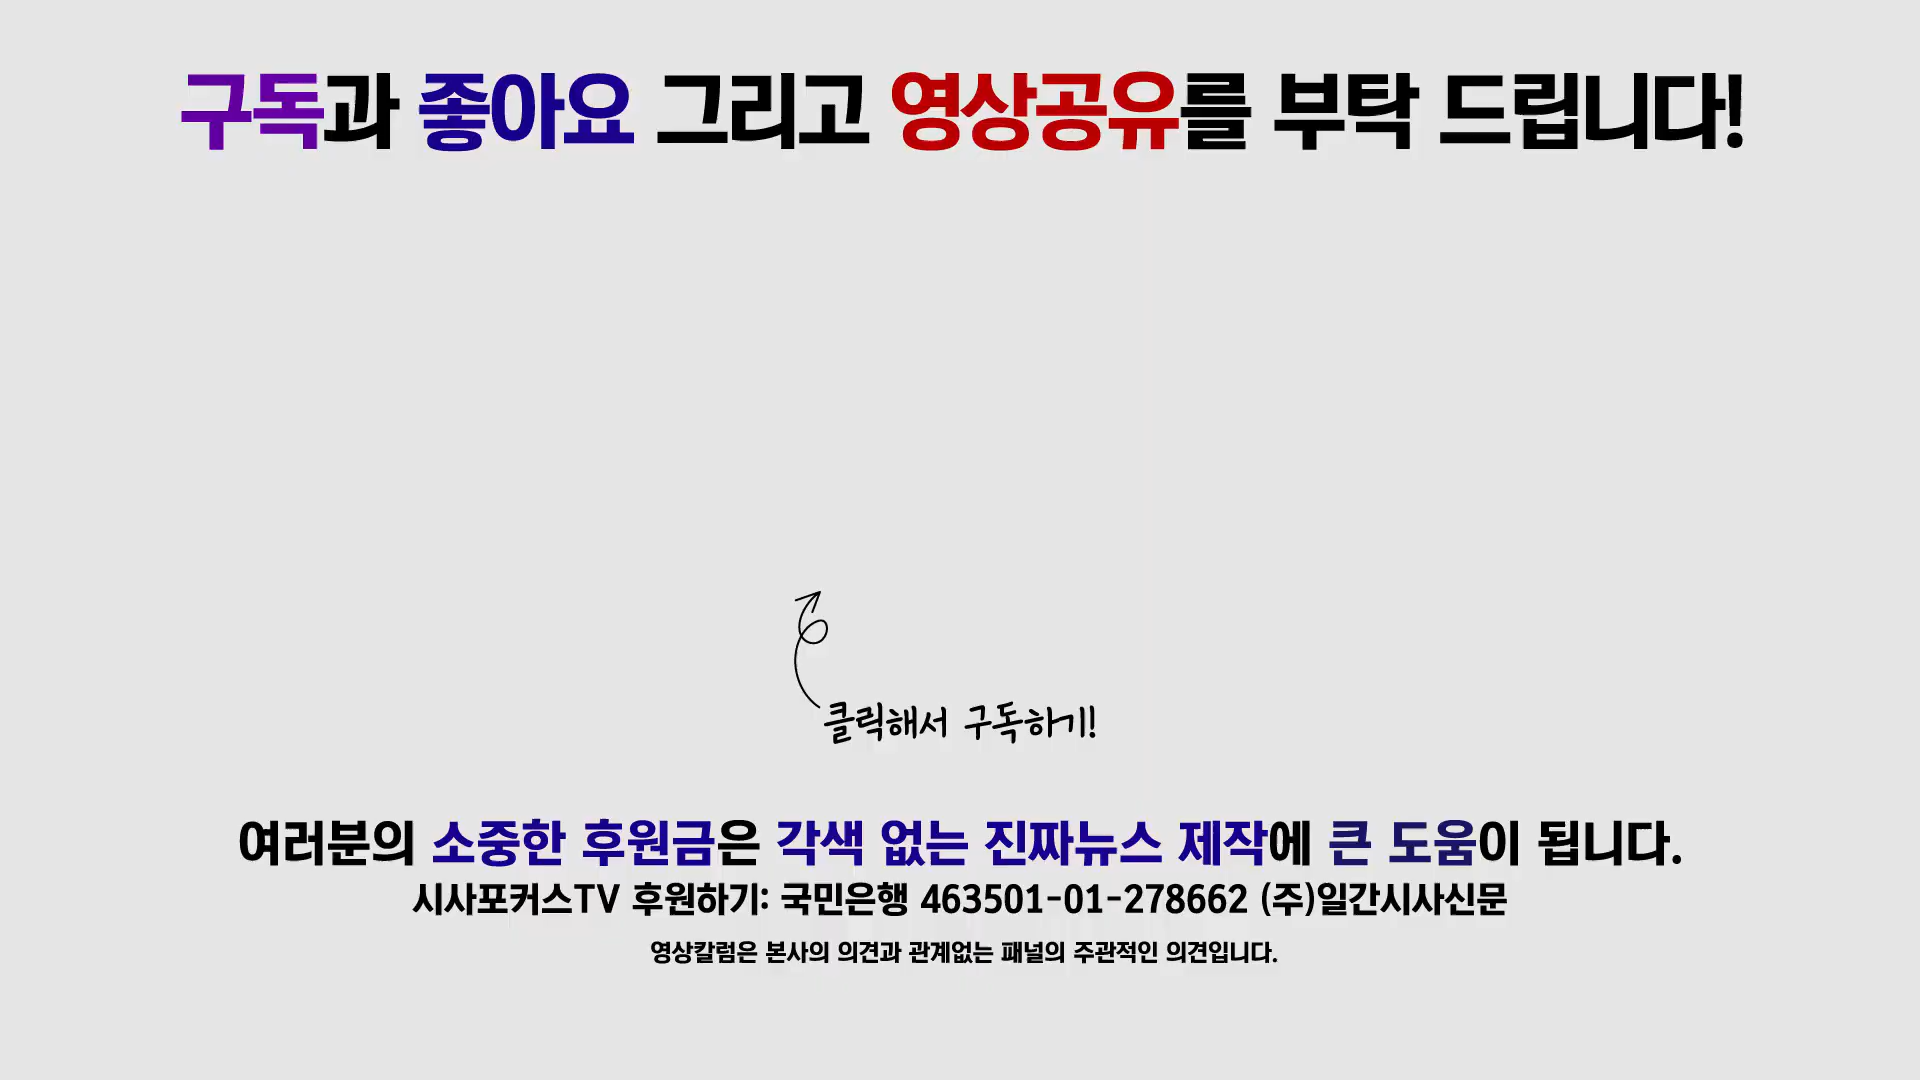 구독과 좋아요 그리고 영상공유를 부탁 드립니다!
클릭해서 구독하기!
여러분의 소중한 후원금은 각색 없는 진짜뉴스 제작에 큰 도움이 됩니다.
시사포커스TV 후원하기: 국민은행 463501-01-278662 (주)일간시사신문
영상칼럼은 본사의 의견과 관계없는 패널의 주관적인 의견입니다.